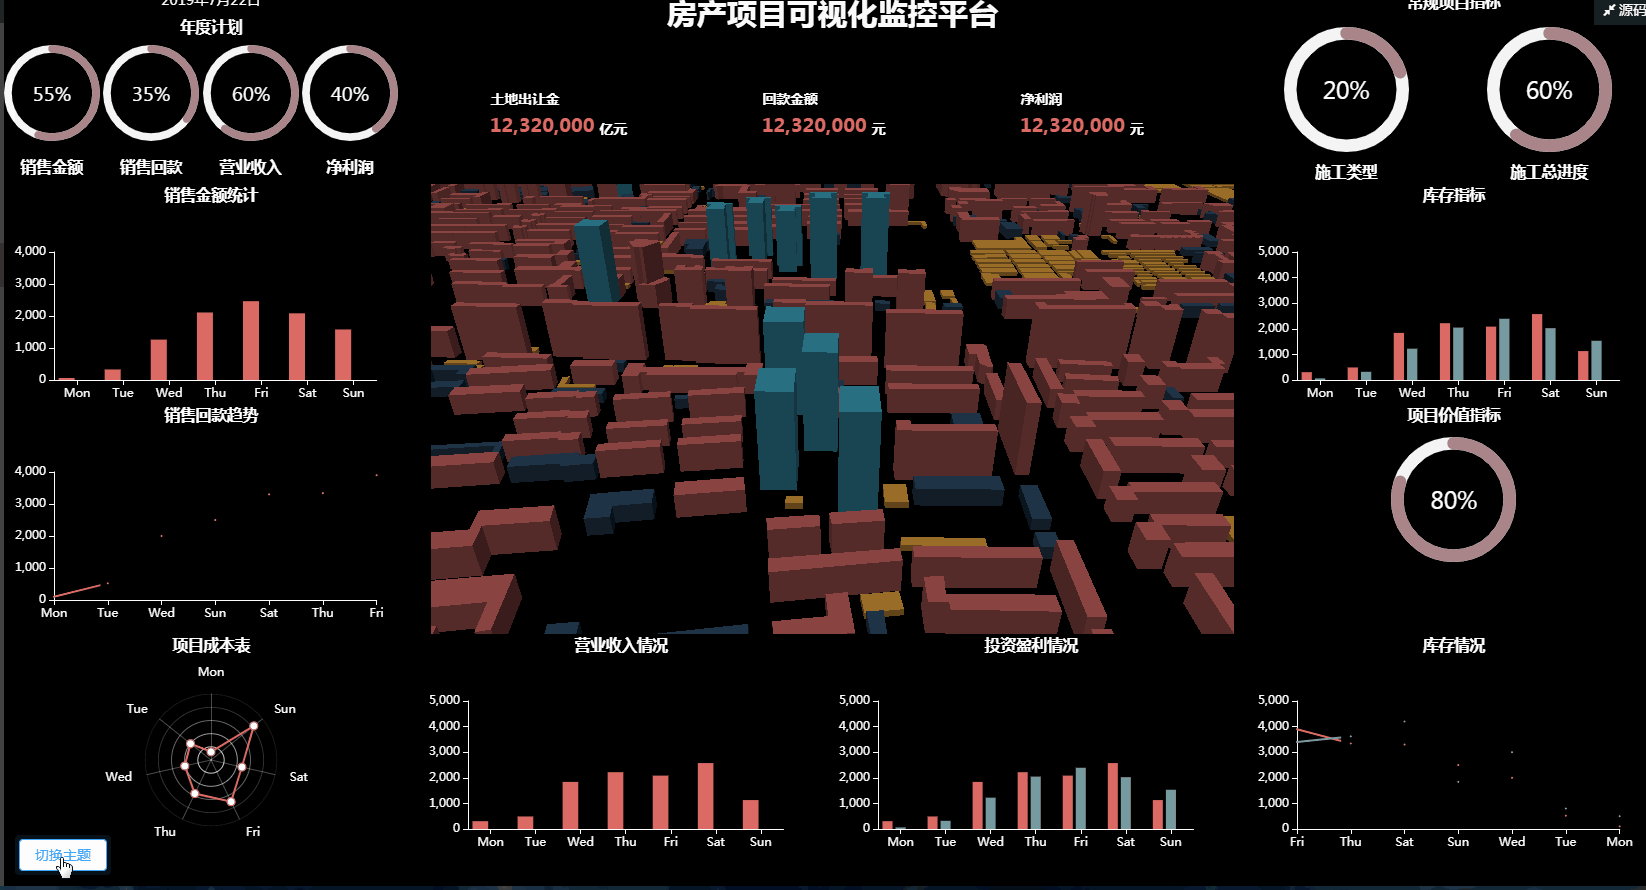 2019年7月22日
年度计划
55%
35%
60%
40%
销售金额
销售回款
营业收入
净利润
房产项目可视化监控平台
土地出让金
12,320,000 亿元
回款金额
12,320,000 元
净利润
12,320,000 元
常规项目指标
源码
20%
60%
施工类型
施工总进度
销售金额统计
4,000
3,000
2,000
1,000
0
Mon Tue Wed Thu Fri Sat Sun
库存指标
5,000
4,000
3,000
2,000
1,000
0
Mon Tue Wed Thu Fri Sat Sun
销售回款趋势
4,000
3,000
2,000
1,000
0
Mon Tue Wed Sun Sat Thu Fri
项目价值指标
80%
项目成本表
Mon
Tue
Sun
Wed
Sat
Thu
Fri
切换主题
营业收入情况
5,000
4,000
3,000
2,000
1,000
0
Mon Tue Wed Thu Fri Sat Sun
投资盈利情况
5,000
4,000
3,000
2,000
1,000
0
Mon Tue Wed Thu Fri Sat Sun
库存情况
5,000
4,000
3,000
2,000
1,000
0
Fri Thu Sat Sun Wed Tue Mon